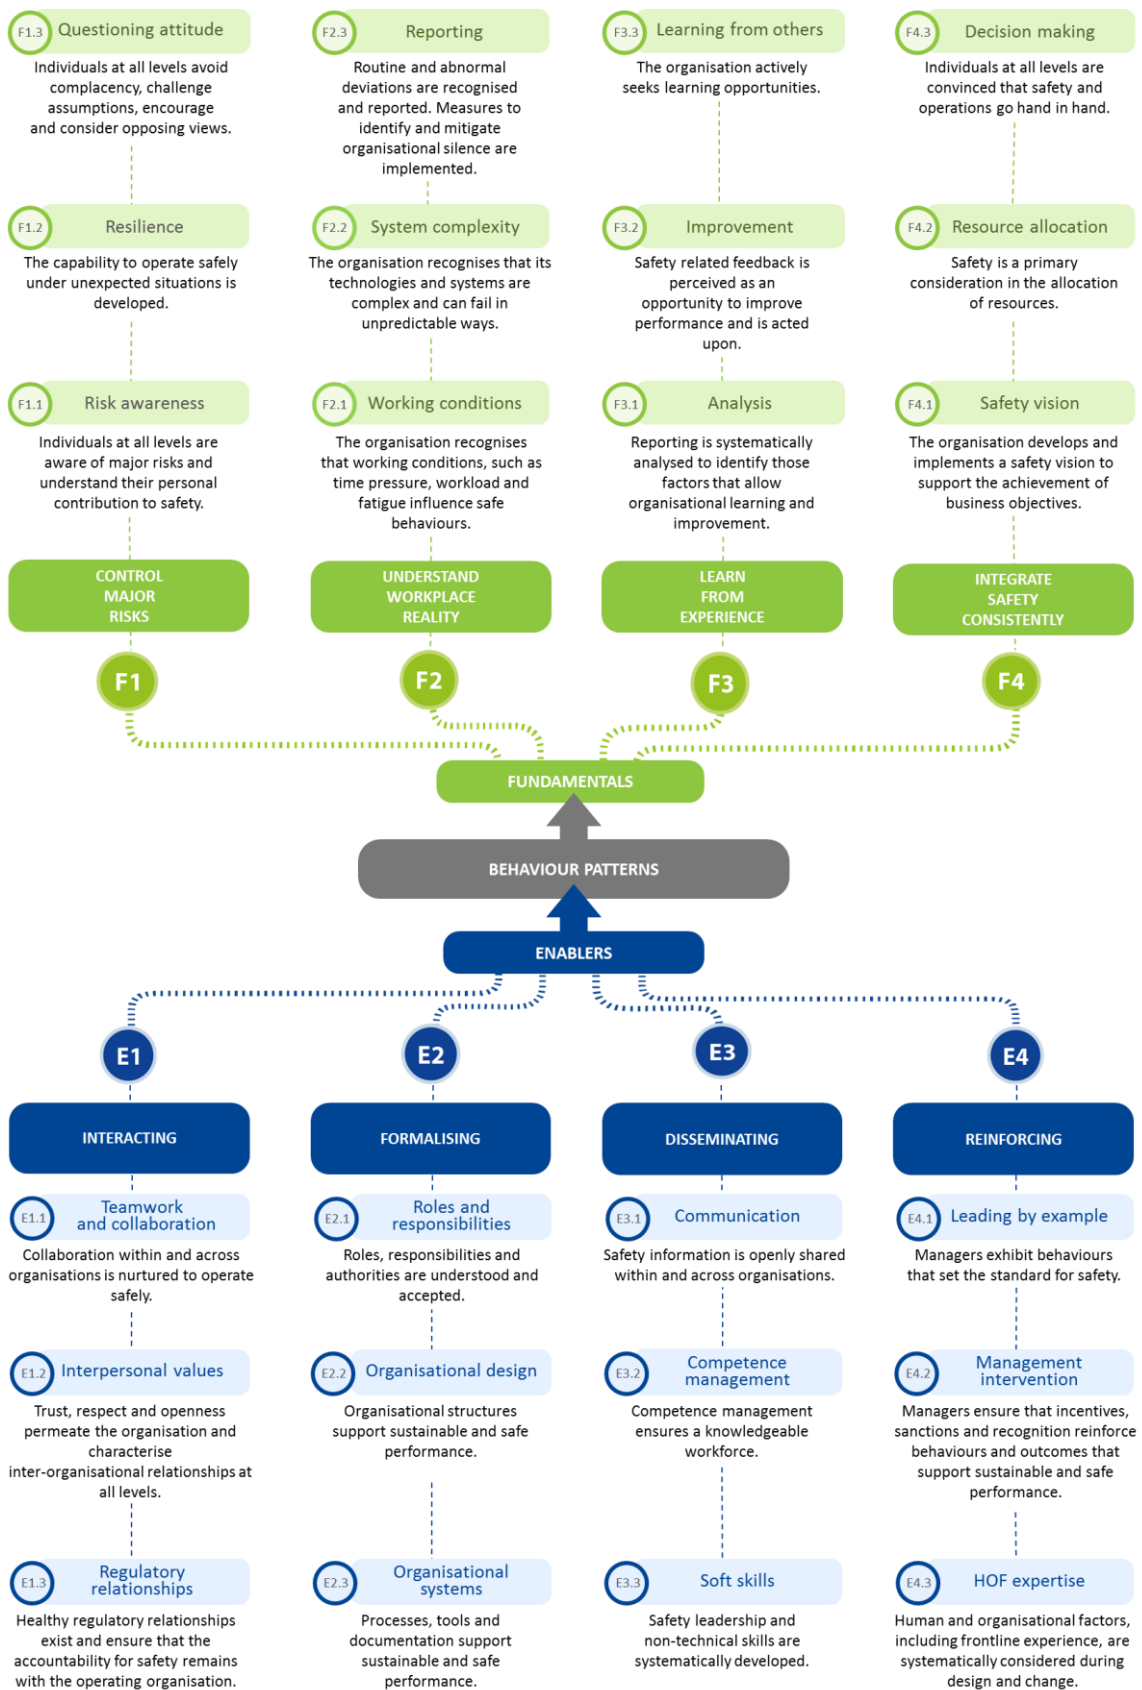 F1.3 Questioning attitude
Individuals at all levels avoid
complacency, challenge
assumptions, encourage
and consider opposing views.
F2.3 Reporting
Routine and abnormal
deviations are recognised
and reported. Measures to
identify and mitigate
organisational silence are
implemented.
F3.3 Learning from others
The organisation actively
seeks learning opportunities.
F4.3 Decision making
Individuals at all levels are
convinced that safety and
operations go hand in hand.
F1.2 Resilience
The capability to operate safely
under unexpected situations is
developed.
F2.2 System complexity
The organisation recognises that its
technologies and systems are
complex and can fail in
unpredictable ways.
F3.2 Improvement
Safety related feedback is
perceived as an
opportunity to improve
performance and is acted
upon.
F4.2 Resource allocation
Safety is a primary
consideration in the allocation
of resources.
F1.1 Risk awareness
Individuals at all levels are
aware of major risks and
understand their personal
contribution to safety.
F2.1 Working conditions
The organisation recognises
that working conditions, such as
time pressure, workload and
fatigue influence safe
behaviours.
F3.1 Analysis
Reporting is systematically
analysed to identify those
factors that allow
organisational learning and
improvement.
F4.1 Safety vision
The organisation develops and
implements a safety vision to
support the achievement of
business objectives.
CONTROL
MAJOR
RISKS
UNDERSTAND
WORKPLACE
REALITY
LEARN
FROM
EXPERIENCE
INTEGRATE
SAFETY
CONSISTENTLY
F1
F2
F3
F4
FUNDAMENTALS
BEHAVIOUR PATTERNS
ENABLERS
E1
E2
E3
E4
INTERACTING
FORMALISING
DISSEMINATING
REINFORCING
E1.1 Teamwork
and collaboration
Collaboration within and across
organisations is nurtured to operate
safely.
E2.1 Roles and
responsibilities
Roles, responsibilities and
authorities are understood and
accepted.
E3.1 Communication
Safety information is openly shared
within and across organisations.
E4.1 Leading by example
Managers exhibit behaviours
that set the standard for safety.
E1.2 Interpersonal values
Trust, respect and openness
permeate the organisation and
characterise
inter-organisational relationships at
all levels.
E2.2 Organisational design
Organisational structures
support sustainable and safe
performance.
E3.2 Competence
management
Competence management
ensures a knowledgeable
workforce.
E4.2 Management
intervention
Managers ensure that incentives,
sanctions and recognition reinforce
behaviours and outcomes that
support sustainable and safe
performance.
E1.3 Regulatory
relationships
Healthy regulatory relationships
exist and ensure that the
accountability for safety remains
with the operating organisation.
E2.3 Organisational
systems
Processes, tools and
documentation support
sustainable and safe
performance.
E3.3 Soft skills
Safety leadership and
non-technical skills are
systematically developed.
E4.3 HOF expertise
Human and organisational factors,
including frontline experience, are
systematically considered during
design and change.